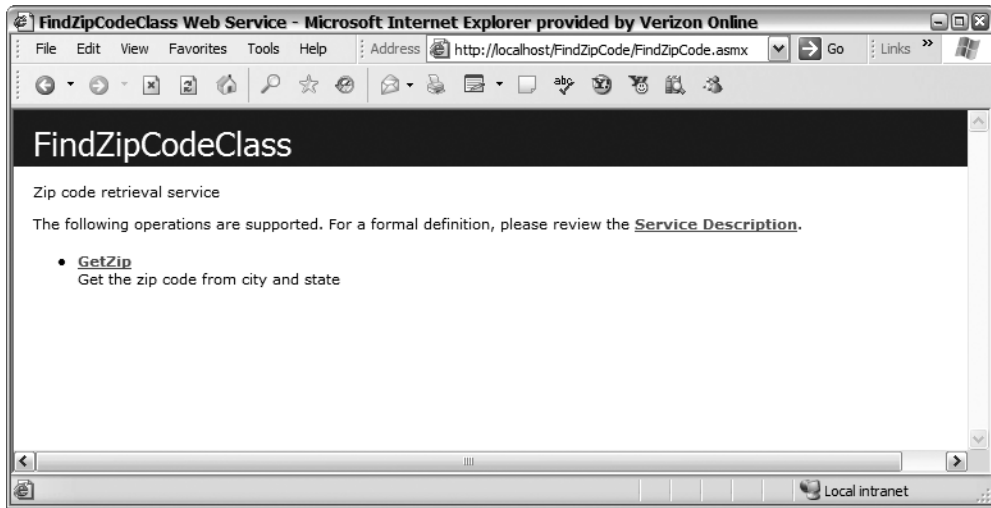 FindZipCodeClass Web Service - Microsoft Internet Explorer provided by Verizon Online
File Edit View Favorites Tools Help Address http://localhost/FindZipCode/FindZipCode.asmx Go Links »
abc
FindZipCodeClass
Zip code retrieval service
The following operations are supported. For a formal definition, please review the Service Description.
• GetZip
Get the zip code from city and state
Local intranet